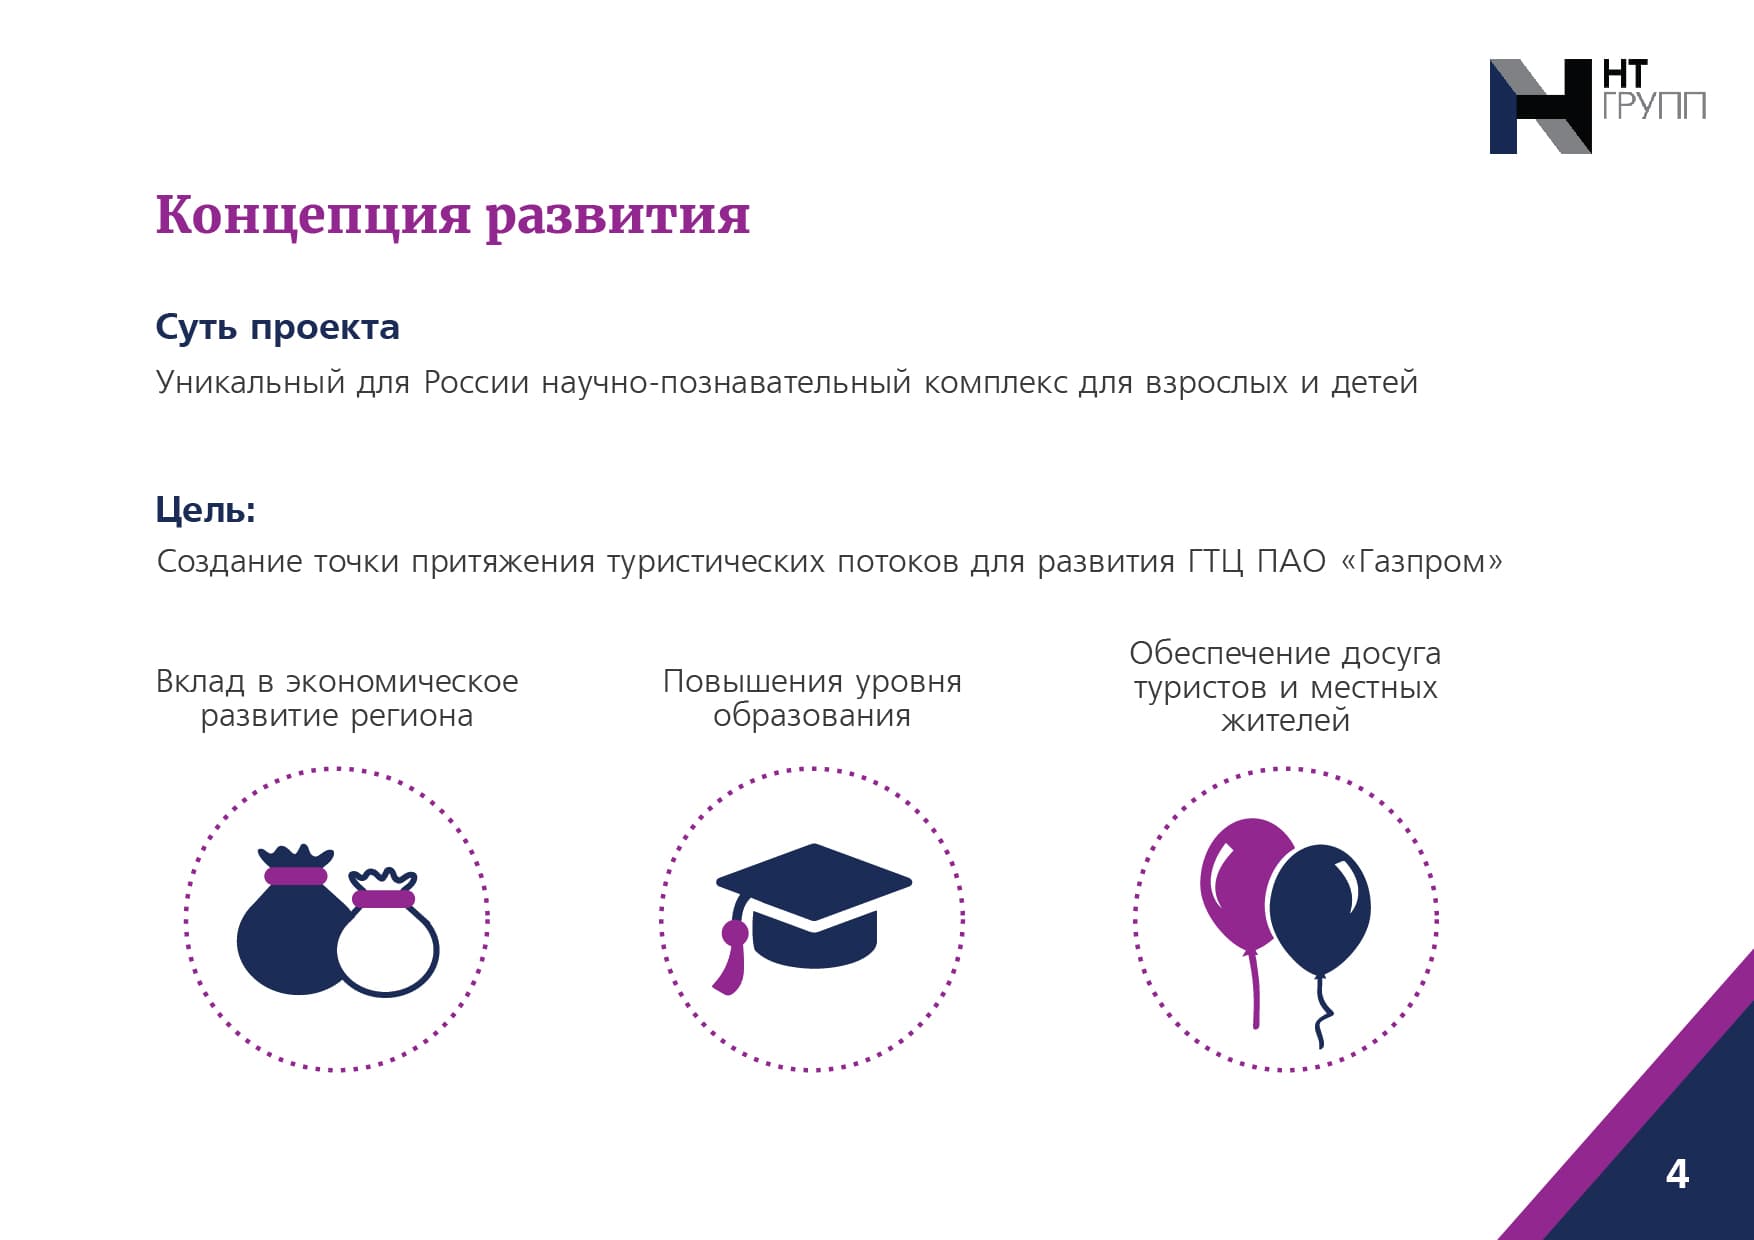 НТ
ГРУПП
Концепция развития
Суть проекта
Уникальный для России научно-познавательный комплекс для взрослых и детей
Цель:
Создание точки притяжения туристических потоков для развития ГТЦ ПАО «Газпром»
Вклад в экономическое
развитие региона
Повышения уровня
образования
Обеспечение досуга
туристов и местных
жителей
4